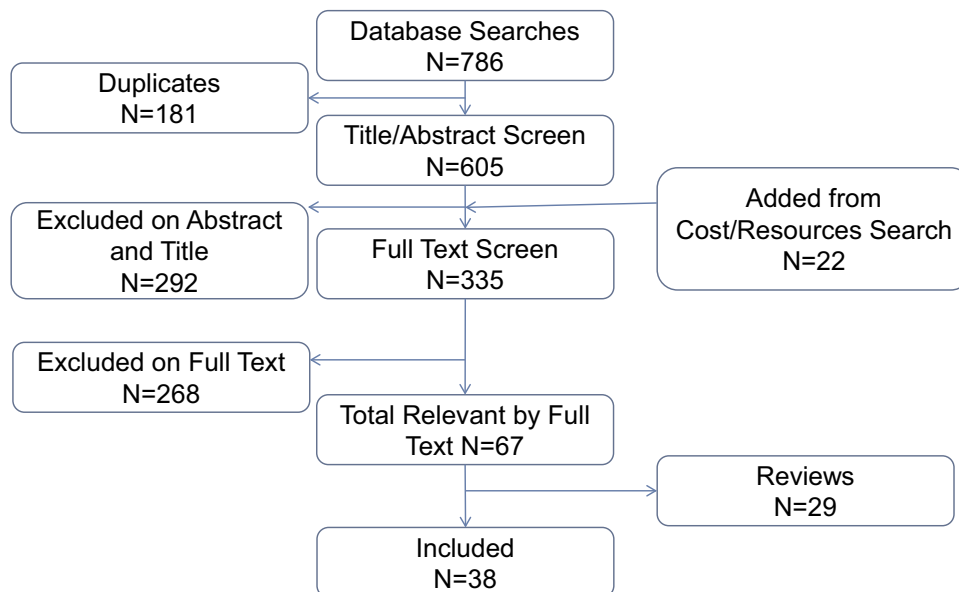 Database Searches
N=786
Duplicates
N=181
Title/Abstract Screen
N=605
Added from
Cost/Resources Search
N=22
Excluded on Abstract
and Title
N=292
Full Text Screen
N=335
Excluded on Full Text
N=268
Total Relevant by Full
Text N=67
Reviews
N=29
Included
N=38